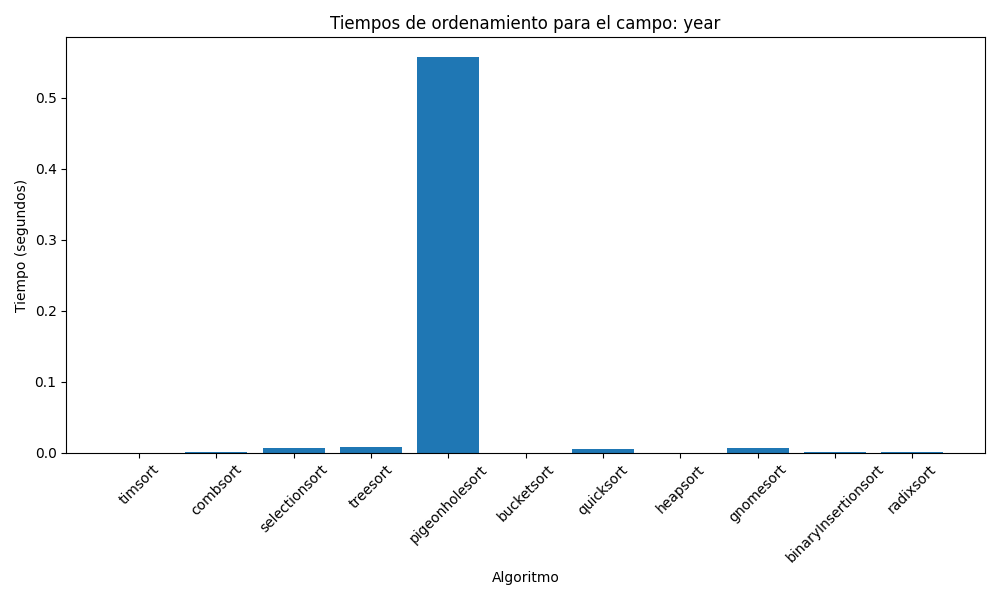 Tiempos de ordenamiento para el campo: year
Tiempo (segundos)
0.5
0.4
0.3
0.2
0.1
0.0
timsort
combsort
selectionsort
treesort
pigeonholesort
bucketsort
quicksort
heapsort
gnomesort
binaryInsertionsort
radixsort
Algoritmo